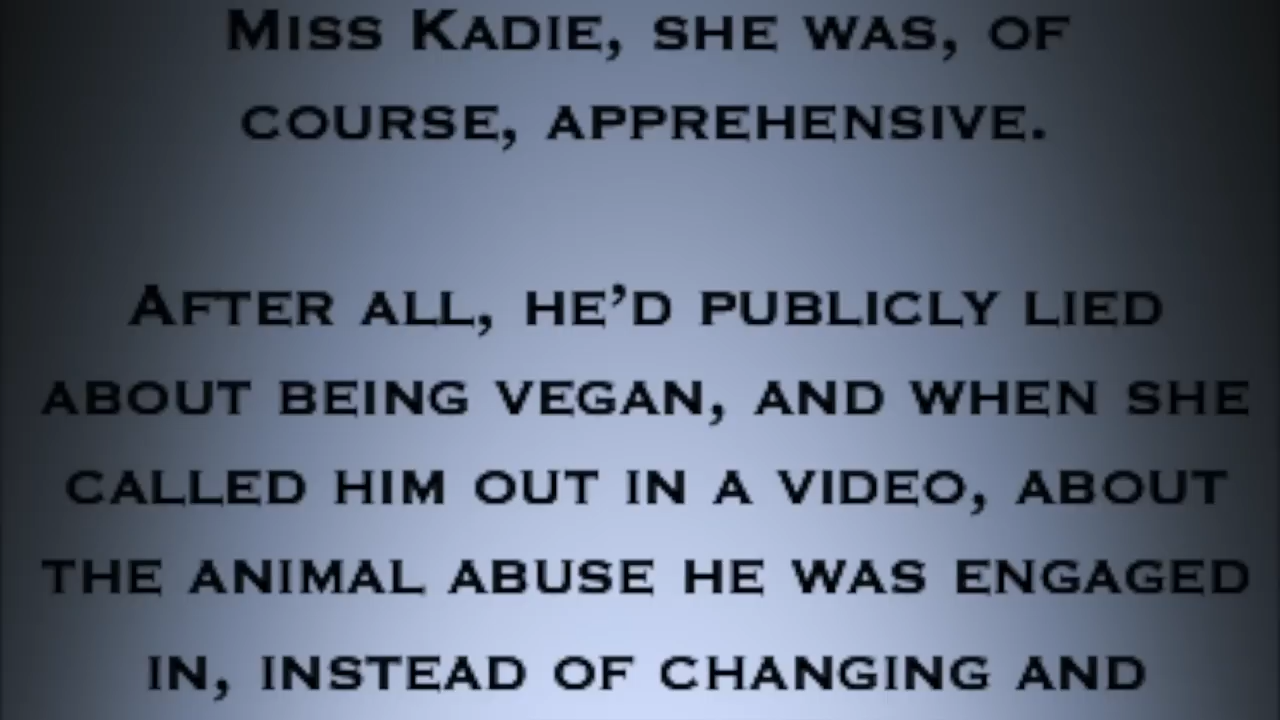 Miss Kadie, she was, of
course, apprehensive.
After all, he’d publicly lied
about being vegan, and when she
called him out in a video, about
the animal abuse he was engaged
in, instead of changing and